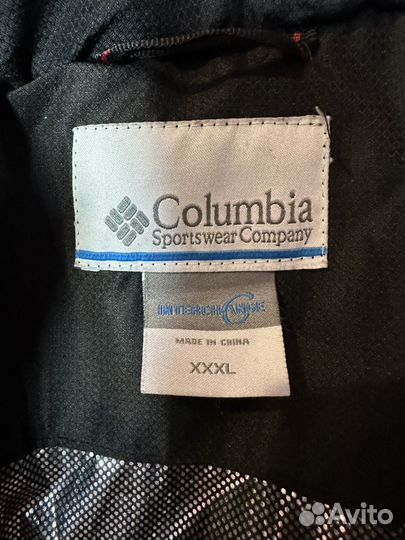 Columbia
Sportswear Company
INTERCHANGE
MADE IN CHINA
XXXL
Avito